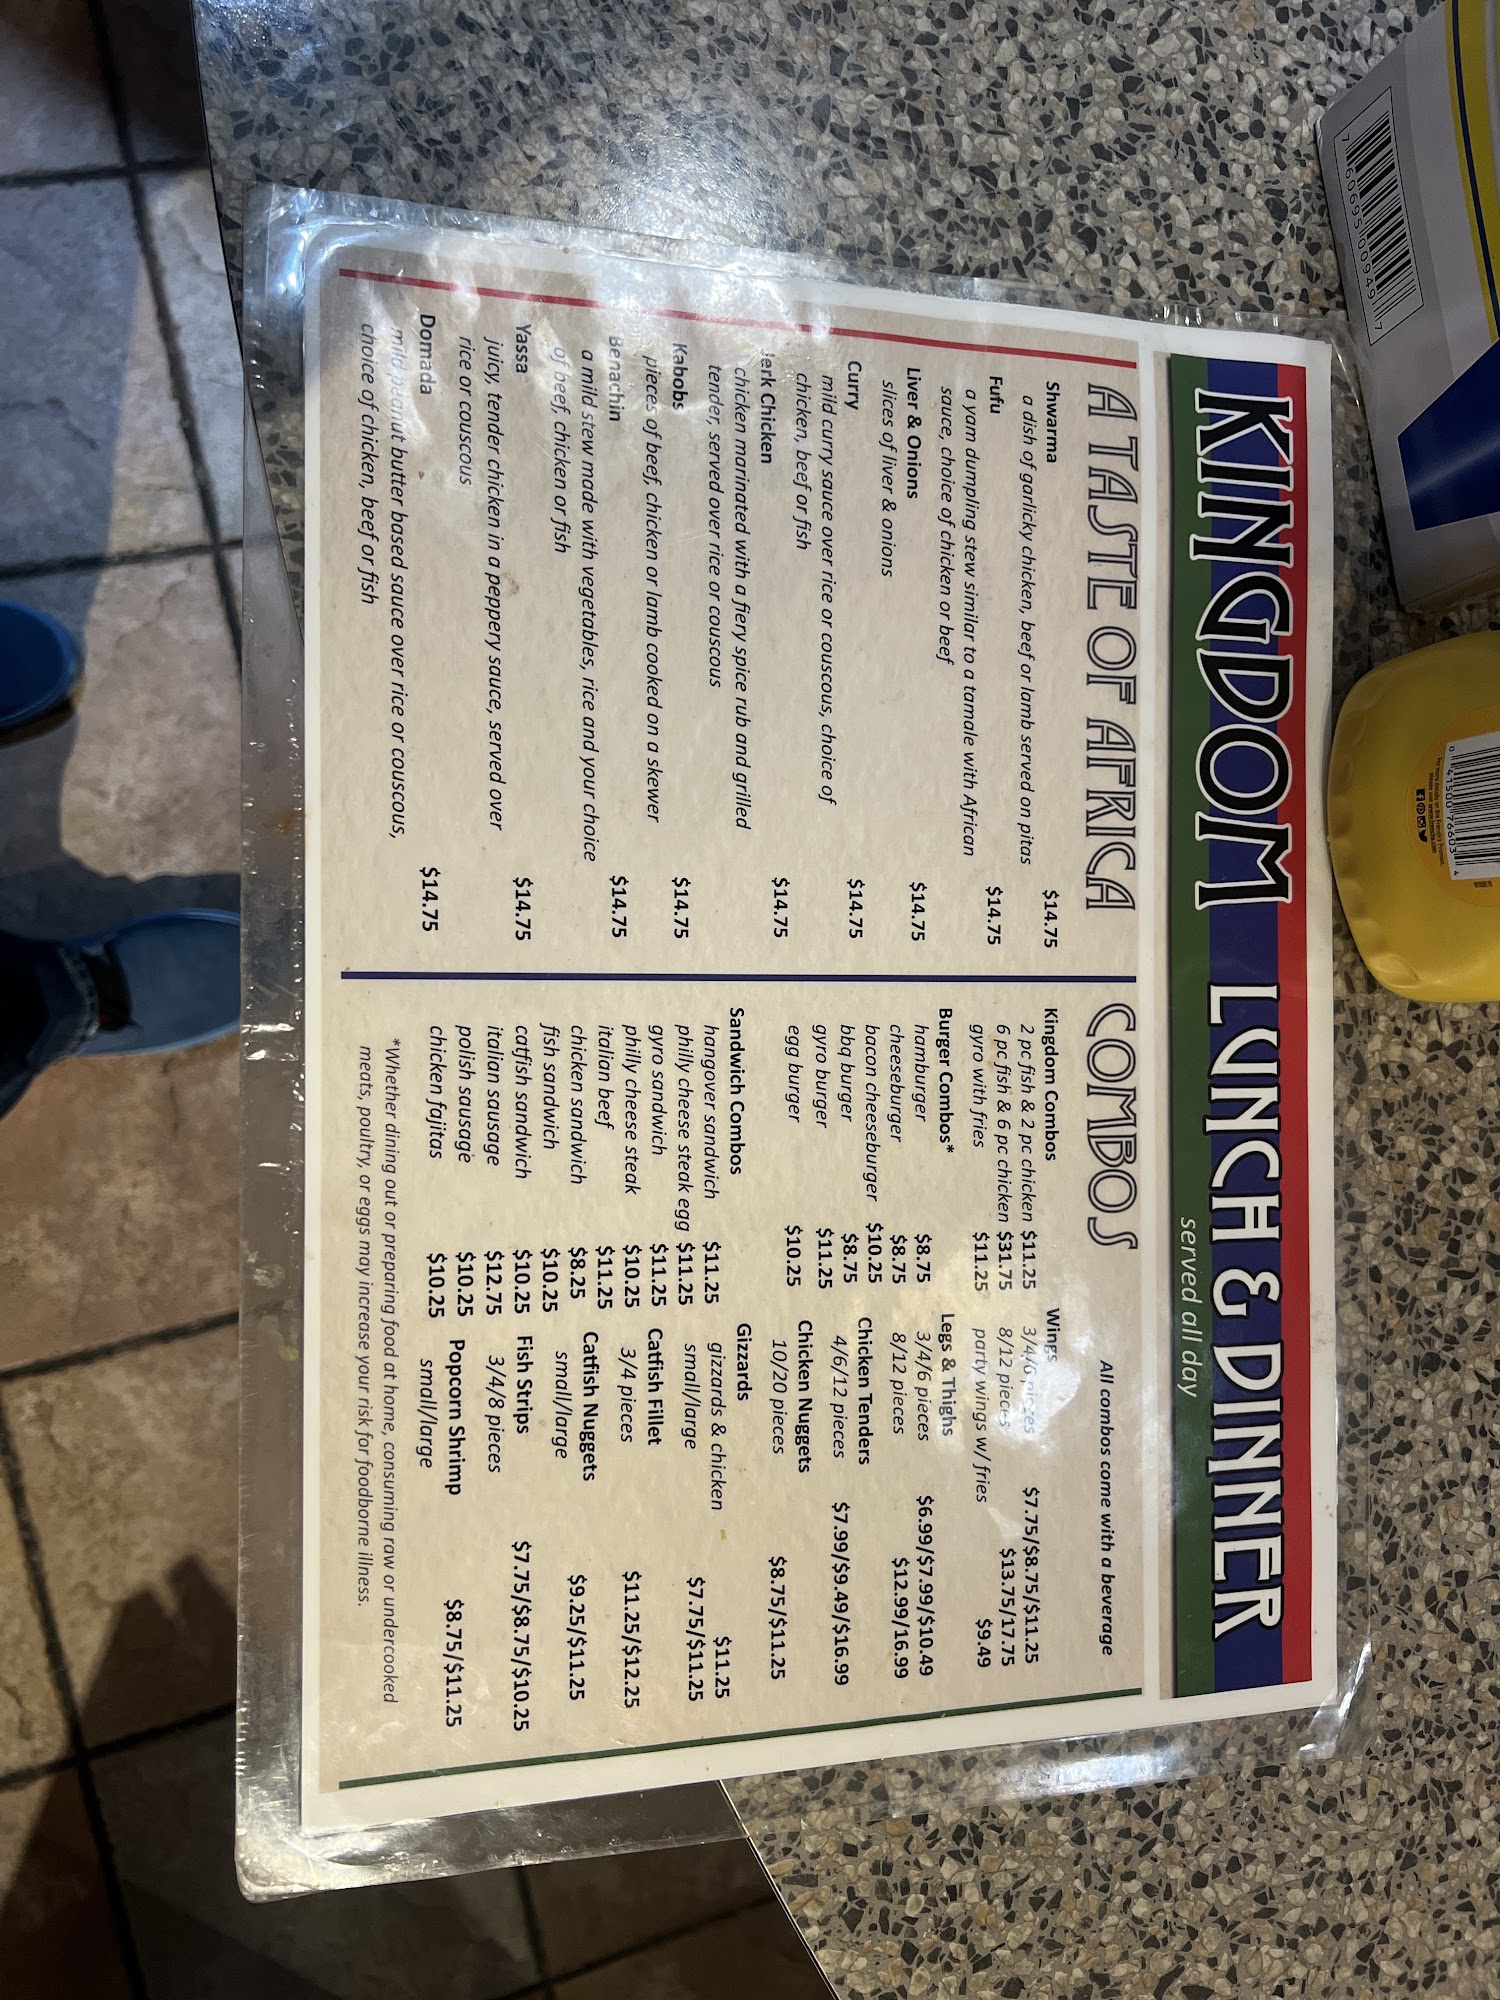 KINGDOM LUNCH & DINNER
served all day
A TASTE OF AFRICA
Shwarma $14.75
a dish of garlicky chicken, beef or lamb served on pitas
Fufu $14.75
a yam dumpling stew similar to a tamale with African
sauce, choice of chicken or beef
Liver & Onions $14.75
slices of liver & onions
Curry $14.75
mild curry sauce over rice or couscous, choice of
chicken, beef or fish
Jerk Chicken $14.75
chicken marinated with a fiery spice rub and grilled
tender, served over rice or couscous
Kabobs $14.75
pieces of beef, chicken or lamb cooked on a skewer
Benachin $14.75
a mild stew made with vegetables, rice and your choice
of beef, chicken or fish
Yassa $14.75
juicy, tender chicken in a peppery sauce, served over
rice or couscous
Domada $14.75
mild peanut butter based sauce over rice or couscous,
choice of chicken, beef or fish
COMBOS
All combos come with a beverage
Kingdom Combos
2 pc fish & 2 pc chicken $11.25
6 pc fish & 6 pc chicken $31.75
gyro with fries $11.25
Burger Combos*
hamburger $8.75
cheeseburger $8.75
bacon cheeseburger $10.25
bbq burger $8.75
gyro burger $11.25
egg burger $10.25
Sandwich Combos
hangover sandwich $11.25
philly cheese steak egg $11.25
gyro sandwich $11.25
philly cheese steak $10.25
italian beef $11.25
chicken sandwich $8.25
fish sandwich $10.25
catfish sandwich $10.25
italian sausage $12.75
polish sausage $10.25
chicken fajitas $10.25
Wings
3/4/6 pieces $7.75/$8.75/$11.25
8/12 pieces $13.75/17.75
party wings w/ fries $9.49
Legs & Thighs
3/4/6 pieces $6.99/$7.99/$10.49
8/12 pieces $12.99/16.99
Chicken Tenders
4/6/12 pieces $7.99/$9.49/$16.99
Chicken Nuggets
10/20 pieces $8.75/$11.25
Gizzards
gizzards & chicken $11.25
small/large $7.75/$11.25
Catfish Fillet
3/4 pieces $11.25/$12.25
Catfish Nuggets
small/large $9.25/$11.25
Fish Strips
3/4/8 pieces $7.75/$8.75/$10.25
Popcorn Shrimp
small/large $8.75/$11.25
*Whether dining out or preparing food at home, consuming raw or undercooked
meats, poultry, or eggs may increase your risk for foodborne illness.
7 60695 00949 7
0 41500 76603 4